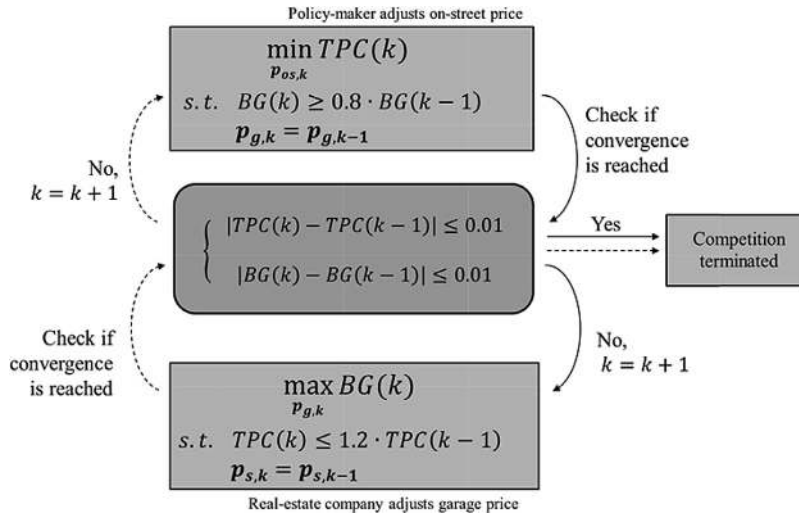 Policy-maker adjusts on-street price
min TPC(k)
p_{os,k}
s.t. BG(k) ≥ 0.8 · BG(k − 1)
p_{g,k} = p_{g,k−1}
Check if
convergence
is reached
No,
k = k + 1
|TPC(k) − TPC(k − 1)| ≤ 0.01
|BG(k) − BG(k − 1)| ≤ 0.01
Yes
Competition
terminated
Check if
convergence
is reached
No,
k = k + 1
max BG(k)
p_{g,k}
s.t. TPC(k) ≤ 1.2 · TPC(k − 1)
p_{s,k} = p_{s,k−1}
Real-estate company adjusts garage price